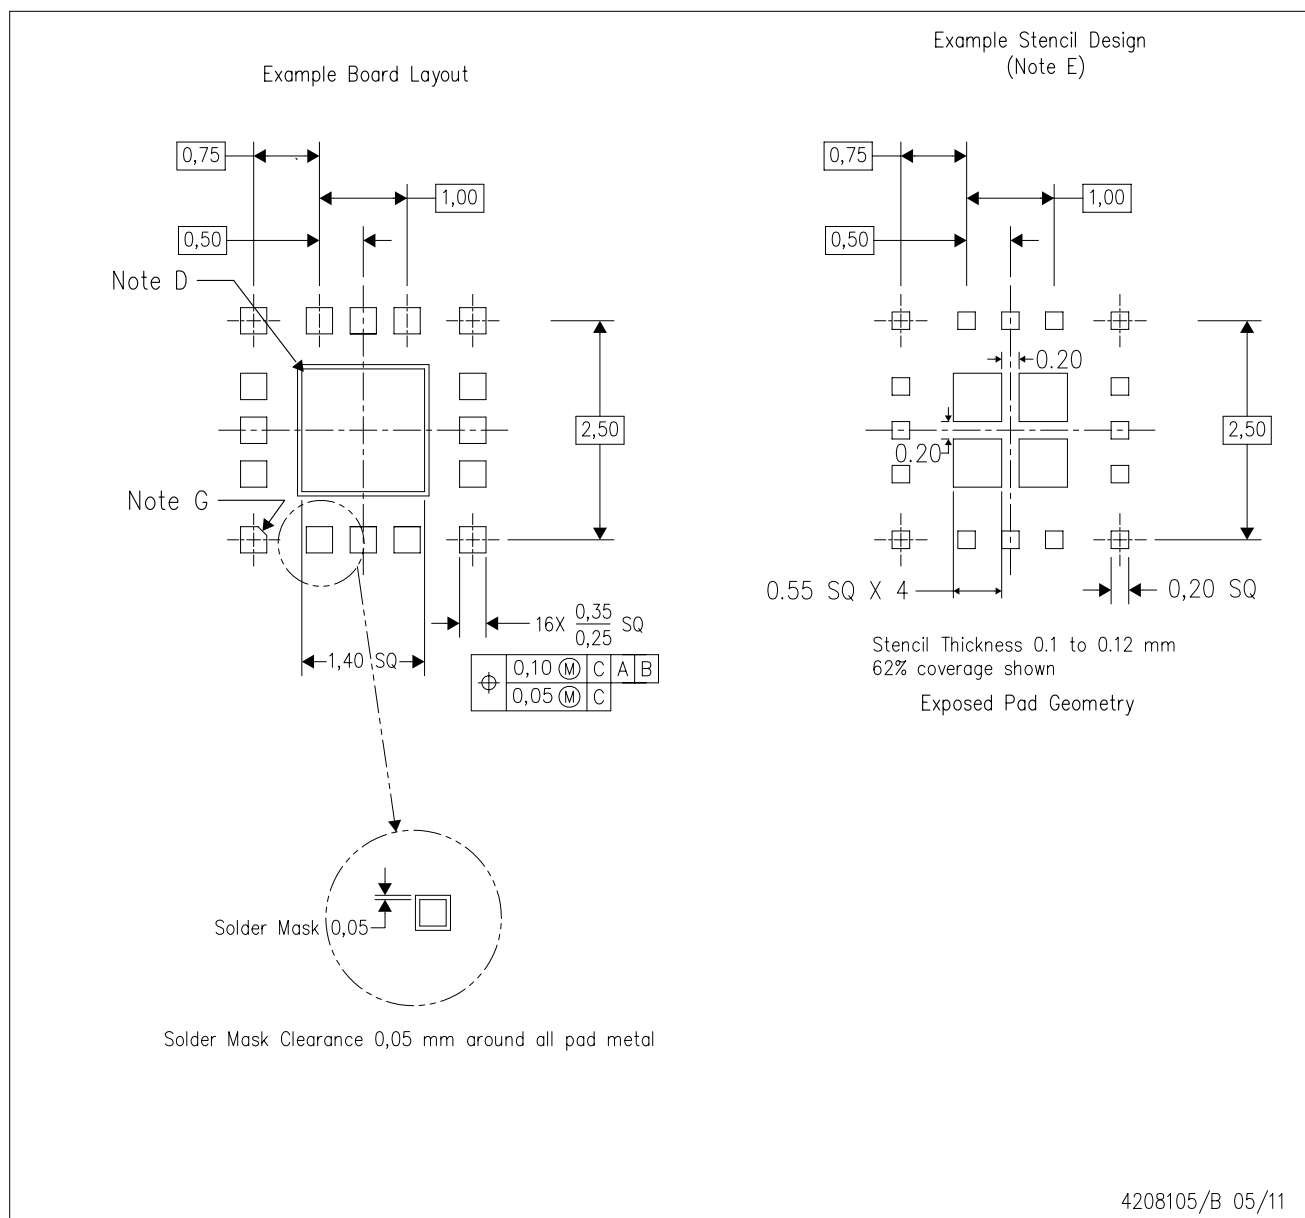 Example Board Layout
0,75
1,00
0,50
Note D
2,50
Note G
16X 0,35
0,25 SQ
1,40 SQ
0,10 Ⓜ C A B
0,05 Ⓜ C
Solder Mask 0,05
Solder Mask Clearance 0,05 mm around all pad metal
Example Stencil Design
(Note E)
0,75
1,00
0,50
0.20
2,50
0.20
0.55 SQ X 4
0,20 SQ
Stencil Thickness 0.1 to 0.12 mm
62% coverage shown
Exposed Pad Geometry
4208105/B 05/11